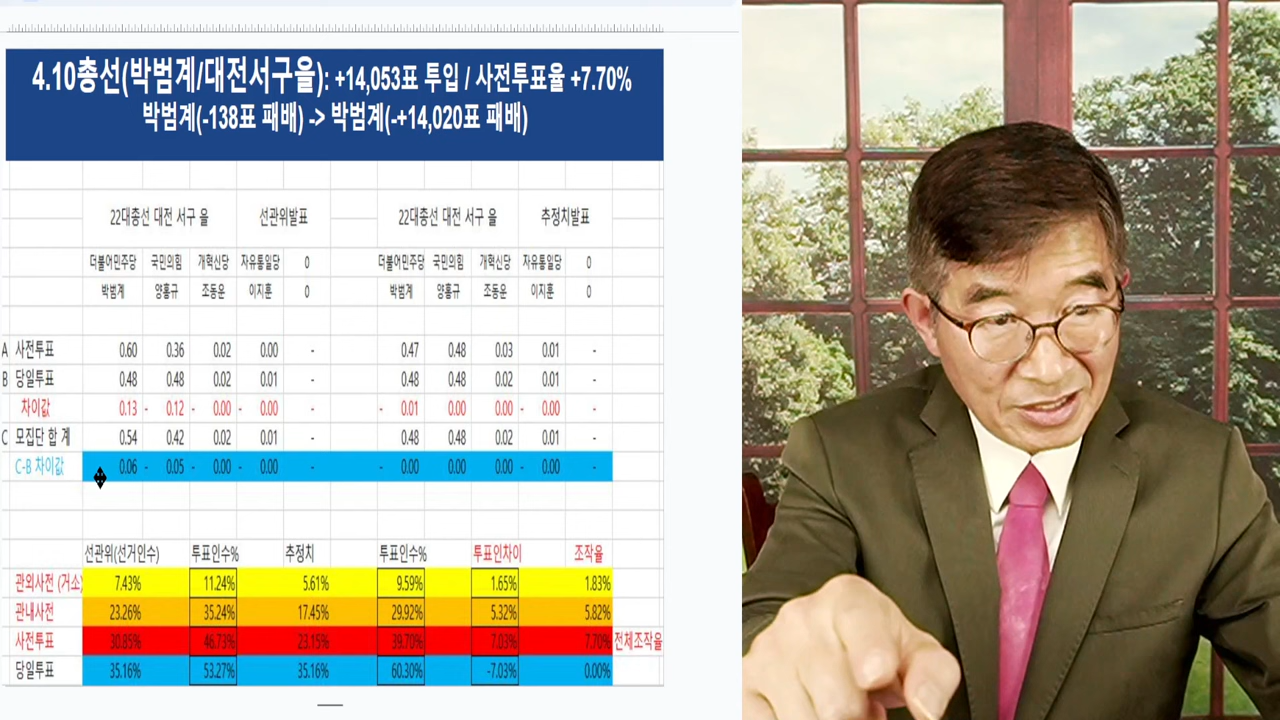 4.10총선(박범계/대전서구을): +14,053표 투입 / 사전투표율 +7.70%
박범계(-138표 패배) -> 박범계(-+14,020표 패배)
22대총선 대전 서구 을 선관위발표 22대총선 대전 서구 을 추정치발표
더불어민주당 국민의힘 개혁신당 자유통일당 0 더불어민주당 국민의힘 개혁신당 자유통일당 0
박범계 양홍규 조동운 이지훈 0 박범계 양홍규 조동운 이지훈 0
A 사전투표 0.60 0.36 0.02 0.00 - 0.47 0.48 0.03 0.01 -
B 당일투표 0.48 0.48 0.02 0.01 - 0.48 0.48 0.02 0.01 -
차이값 0.13 - 0.12 - 0.00 - 0.00 - - 0.01 0.00 0.00 - 0.00 -
C 모집단 합 계 0.54 0.42 0.02 0.01 - 0.48 0.48 0.02 0.01 -
C-B 차이값 0.06 - 0.05 - 0.00 - 0.00 - - 0.00 0.00 0.00 - 0.00 -
선관위(선거인수) 투표인수% 추정치 투표인수% 투표인차이 조작율
관외사전 (거소) 7.43% 11.24% 5.61% 9.59% 1.65% 1.83%
관내사전 23.26% 35.24% 17.45% 29.92% 5.32% 5.82%
사전투표 30.85% 46.73% 23.15% 39.70% 7.03% 7.70% 전체조작율
당일투표 35.16% 53.27% 35.16% 60.30% -7.03% 0.00%